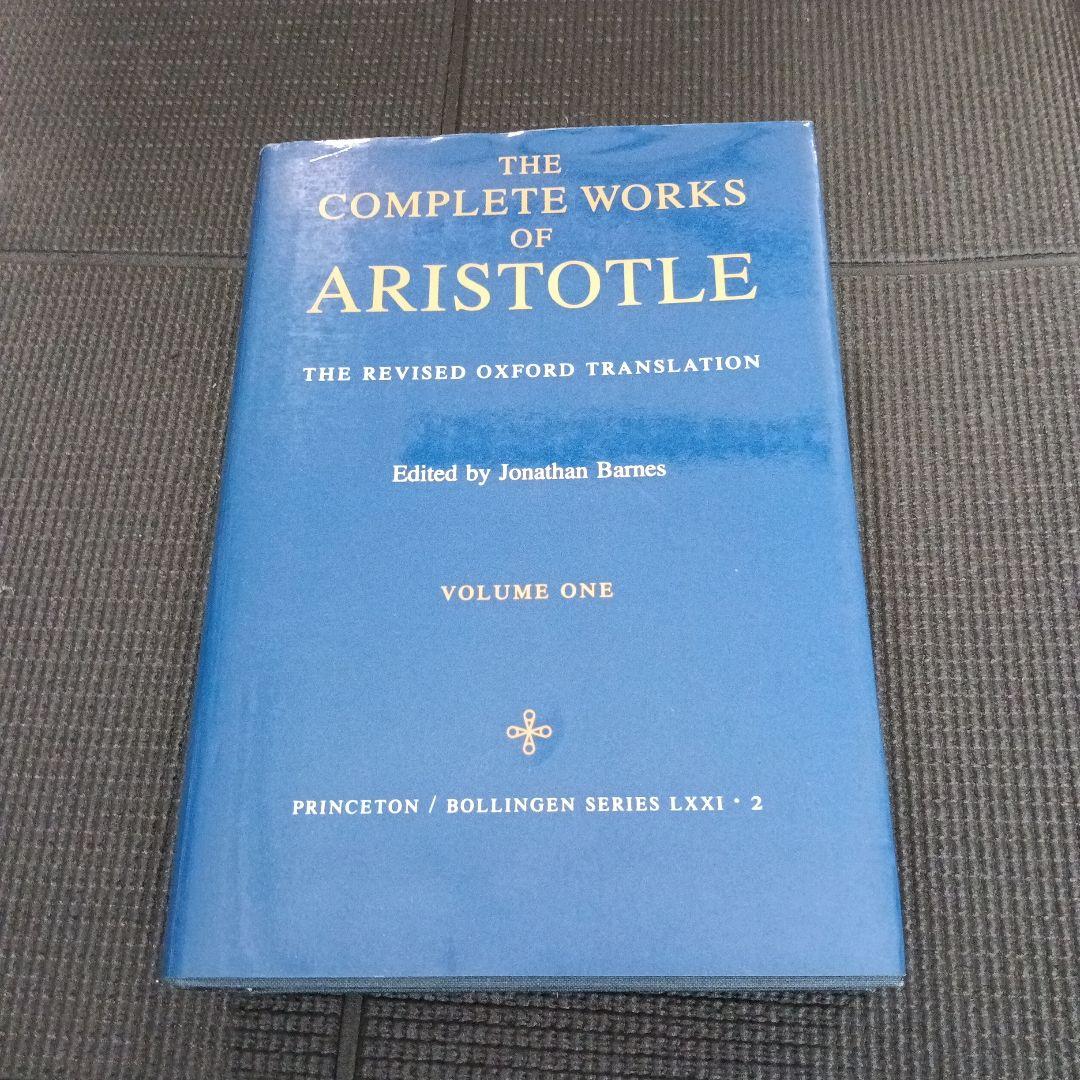 THE
COMPLETE WORKS
OF
ARISTOTLE
THE REVISED OXFORD TRANSLATION
Edited by Jonathan Barnes
VOLUME ONE
PRINCETON / BOLLINGEN SERIES LXXI • 2